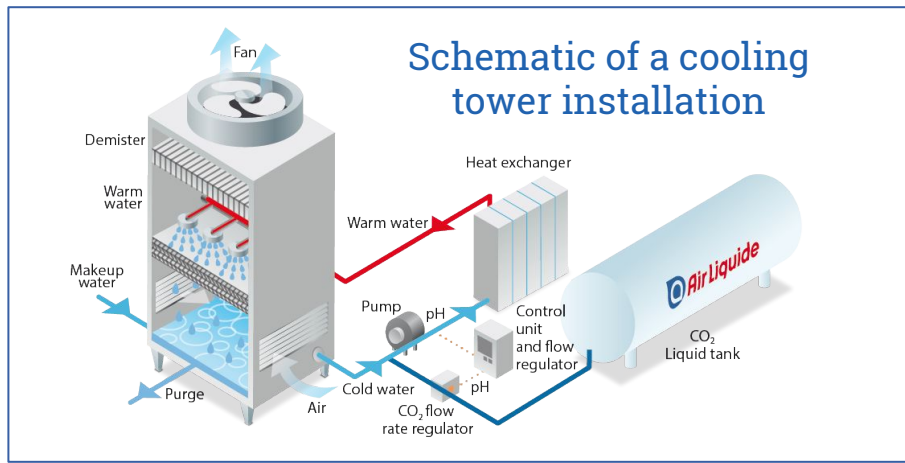 Schematic of a cooling
tower installation
Fan
Demister
Warm
water
Makeup
water
Purge
Air
Cold water
Warm water
Heat exchanger
Pump
pH
Control
unit
and flow
regulator
pH
CO₂ flow
rate regulator
Air Liquide
CO₂
Liquid tank